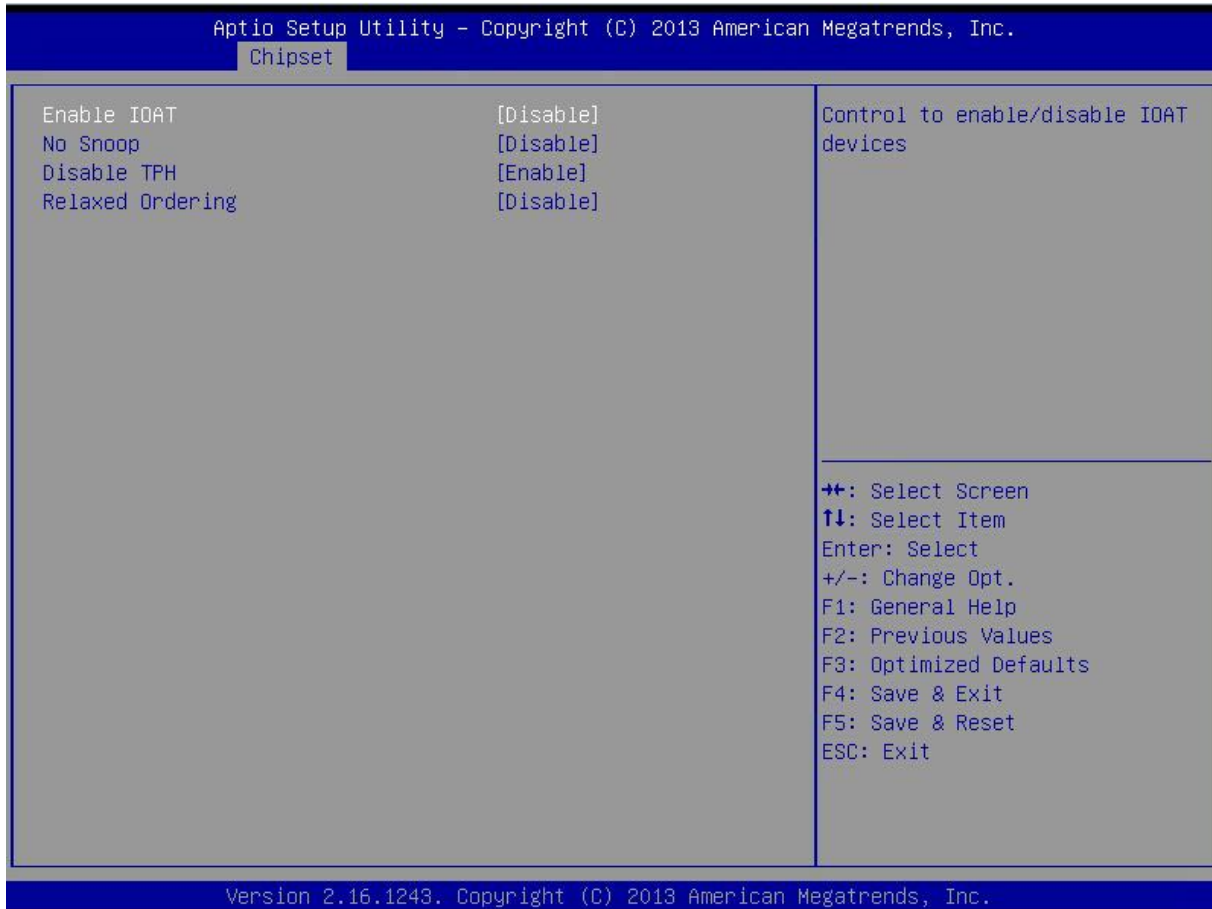 Aptio Setup Utility – Copyright (C) 2013 American Megatrends, Inc.
Chipset
Enable IOAT [Disable]
No Snoop [Disable]
Disable TPH [Enable]
Relaxed Ordering [Disable]
Control to enable/disable IOAT
devices
→←: Select Screen
↑↓: Select Item
Enter: Select
+/-: Change Opt.
F1: General Help
F2: Previous Values
F3: Optimized Defaults
F4: Save & Exit
F5: Save & Reset
ESC: Exit
Version 2.16.1243. Copyright (C) 2013 American Megatrends, Inc.